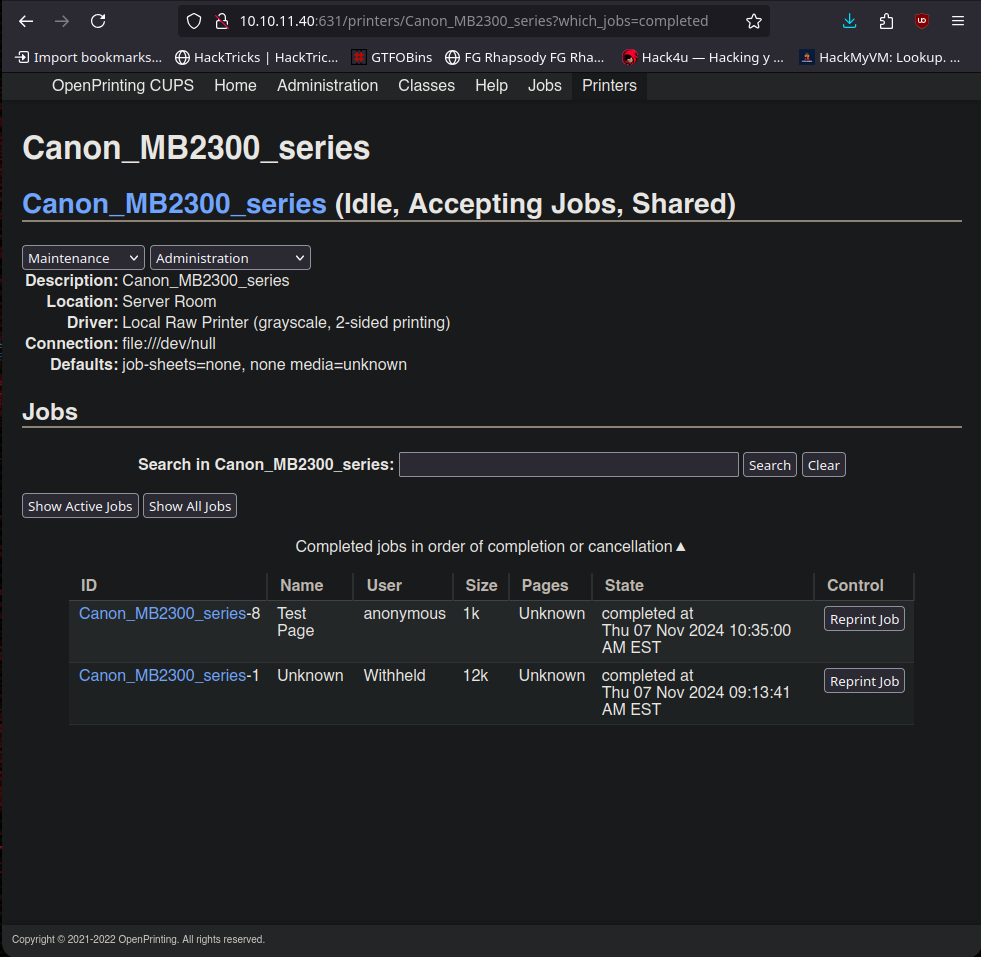 10.10.11.40:631/printers/Canon_MB2300_series?which_jobs=completed
Import bookmarks... HackTricks | HackTric... GTFOBins FG Rhapsody FG Rha... Hack4u — Hacking y ... HackMyVM: Lookup. ...
OpenPrinting CUPS Home Administration Classes Help Jobs Printers
Canon_MB2300_series
Canon_MB2300_series (Idle, Accepting Jobs, Shared)
Maintenance Administration
Description: Canon_MB2300_series
Location: Server Room
Driver: Local Raw Printer (grayscale, 2-sided printing)
Connection: file:///dev/null
Defaults: job-sheets=none, none media=unknown
Jobs
Search in Canon_MB2300_series: Search Clear
Show Active Jobs Show All Jobs
Completed jobs in order of completion or cancellation▲
ID Name User Size Pages State Control
Canon_MB2300_series-8 Test anonymous 1k Unknown completed at Reprint Job
Page Thu 07 Nov 2024 10:35:00
AM EST
Canon_MB2300_series-1 Unknown Withheld 12k Unknown completed at Reprint Job
Thu 07 Nov 2024 09:13:41
AM EST
Copyright © 2021-2022 OpenPrinting. All rights reserved.